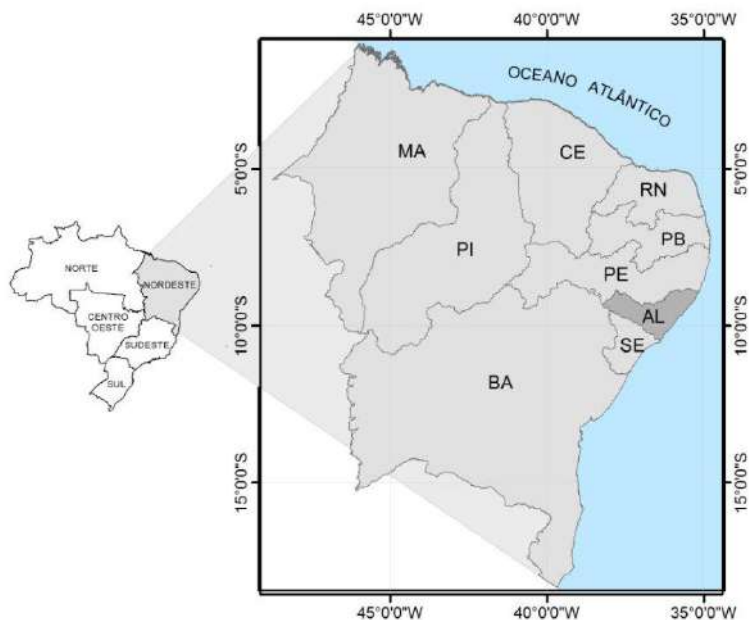 45°0'0"W 40°0'0"W 35°0'0"W
OCEANO ATLÂNTICO
MA
CE
RN
PB
PI
PE
AL
SE
BA
5°0'0"S
10°0'0"S
15°0'0"S
5°0'0"S
10°0'0"S
15°0'0"S
45°0'0"W 40°0'0"W 35°0'0"W
NORTE
NORDESTE
CENTRO
OESTE
SUDESTE
SUL